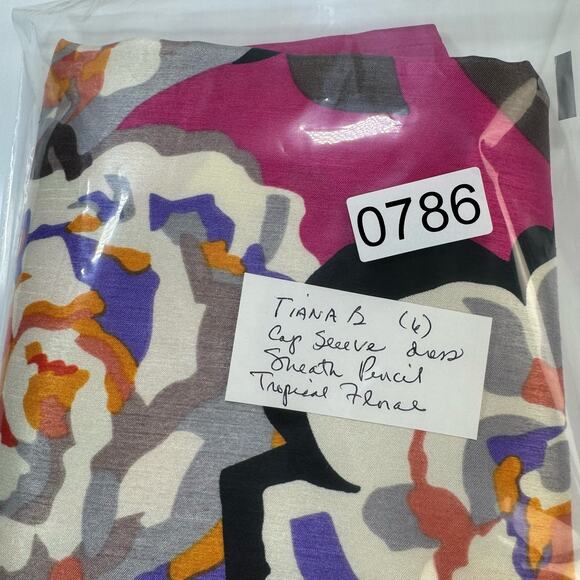 0786
TIANA B (6)
Cap Sleeve dress
Sheath Pencil
Tropical Floral